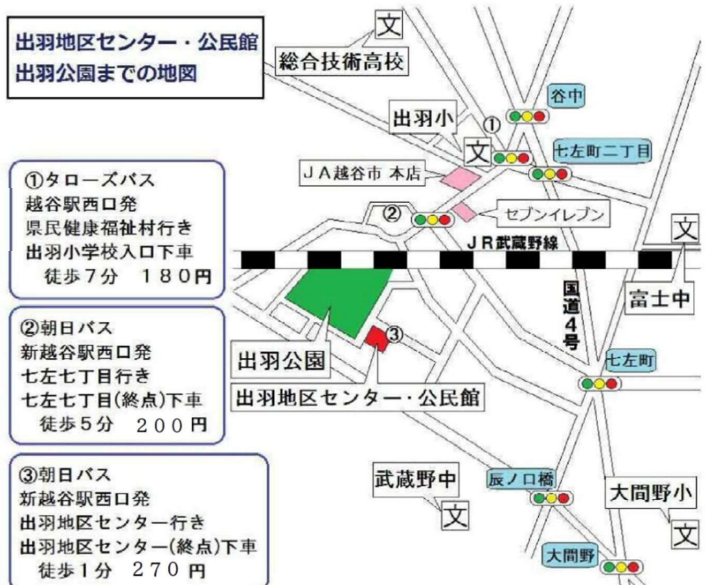 出羽地区センター・公民館
出羽公園までの地図
文
総合技術高校
出羽小
①
文
谷中
七左町二丁目
JA越谷市 本店
②
セブンイレブン
JR武蔵野線
文
富士中
国道4号
①タローズバス
越谷駅西口発
県民健康福祉村行き
出羽小学校入口下車
徒歩7分 180円
②朝日バス
新越谷駅西口発
七左七丁目行き
七左七丁目(終点)下車
徒歩5分 200円
③朝日バス
新越谷駅西口発
出羽地区センター行き
出羽地区センター(終点)下車
徒歩1分 270円
③
出羽公園
出羽地区センター・公民館
七左町
武蔵野中
文
辰ノ口橋
大間野小
文
大間野